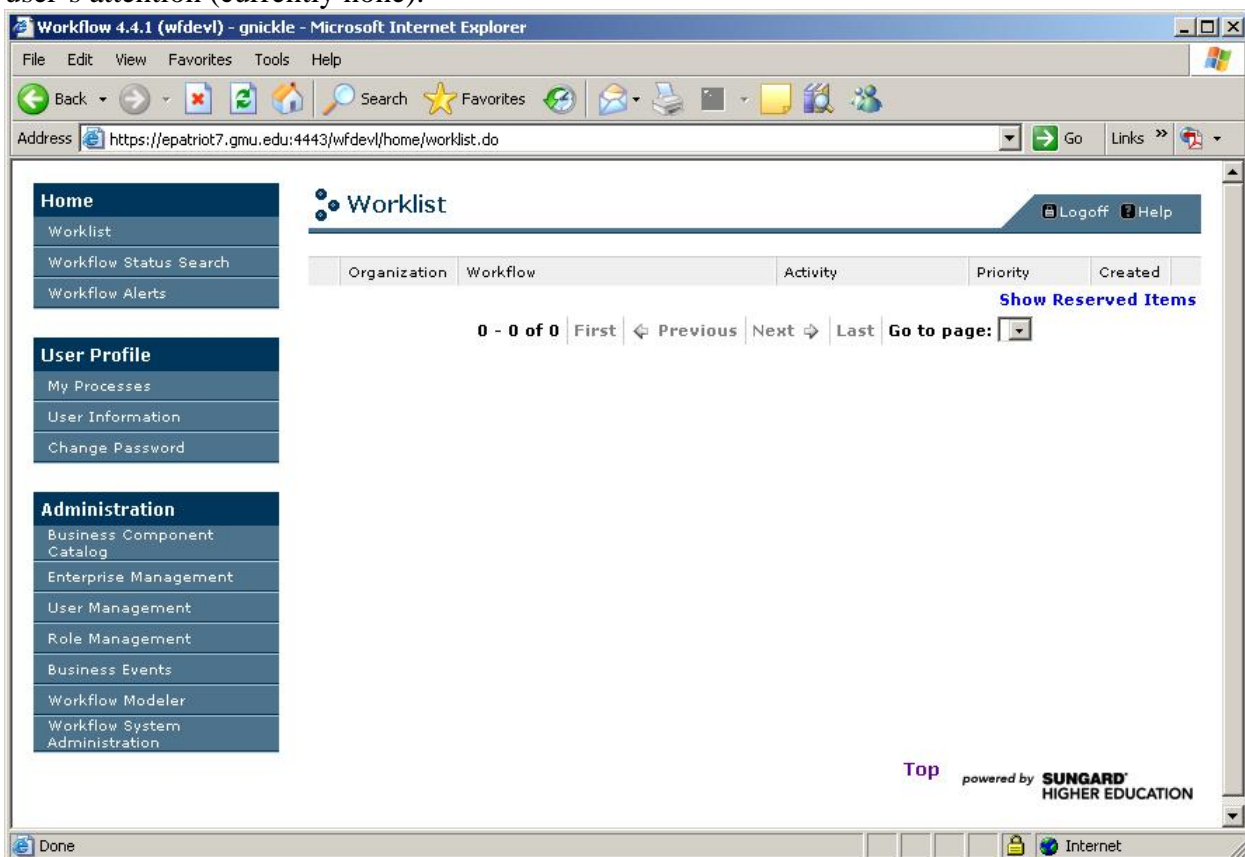 user's attention (currently none).
Workflow 4.4.1 (wfdevl) - gnickle - Microsoft Internet Explorer
File Edit View Favorites Tools Help
Back Search Favorites
Address https://epatriot7.gmu.edu:4443/wfdevl/home/worklist.do Go Links »
Home
Worklist
Workflow Status Search
Workflow Alerts
User Profile
My Processes
User Information
Change Password
Administration
Business Component
Catalog
Enterprise Management
User Management
Role Management
Business Events
Workflow Modeler
Workflow System
Administration
Worklist
Logoff ? Help
Organization Workflow Activity Priority Created
Show Reserved Items
0 - 0 of 0 First Previous Next Last Go to page:
Top
powered by SUNGARD®
HIGHER EDUCATION
Done Internet